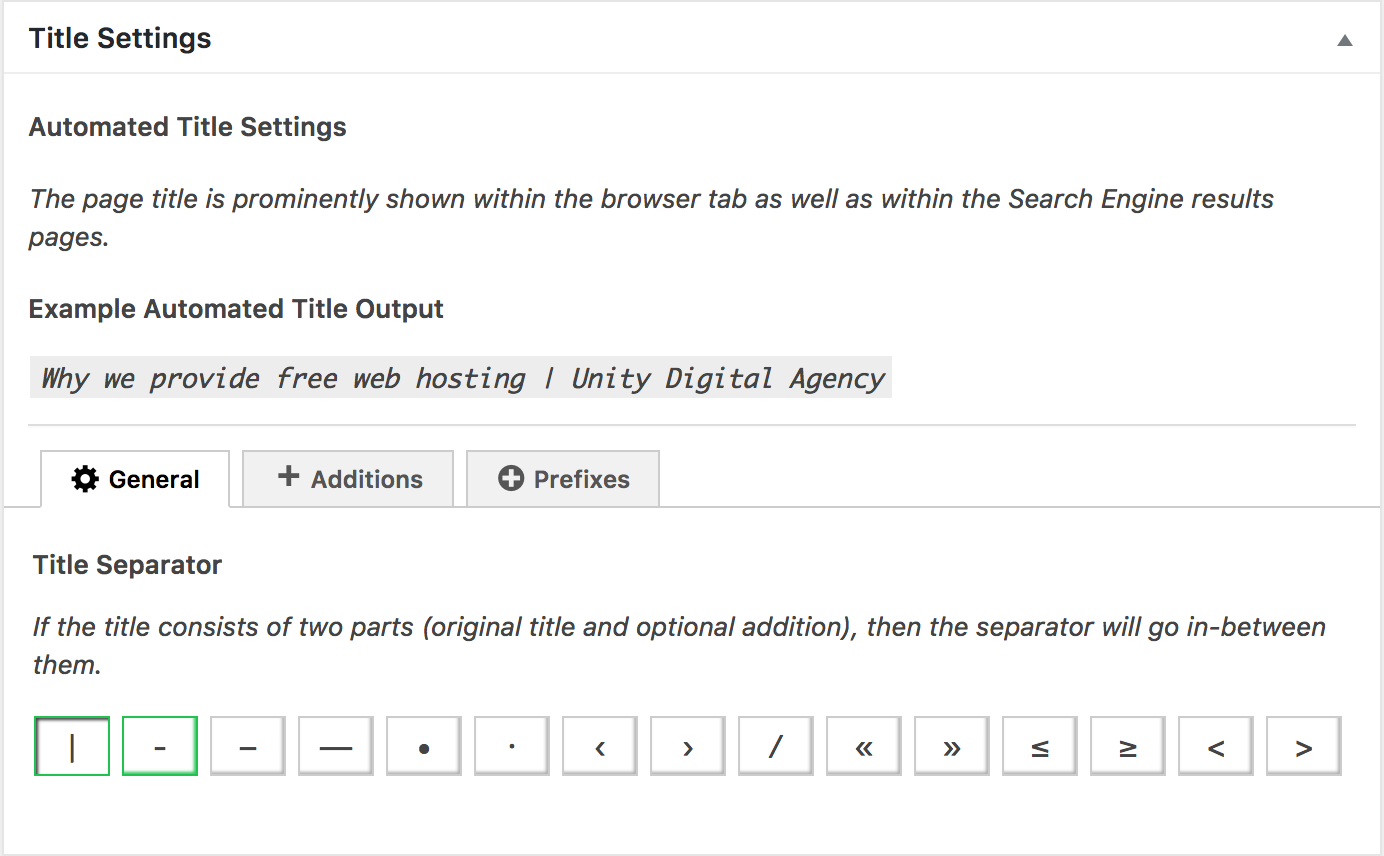 Title Settings
Automated Title Settings
The page title is prominently shown within the browser tab as well as within the Search Engine results
pages.
Example Automated Title Output
Why we provide free web hosting | Unity Digital Agency
General Additions Prefixes
Title Separator
If the title consists of two parts (original title and optional addition), then the separator will go in-between
them.
| - – — • · ‹ › / « » ≤ ≥ < >